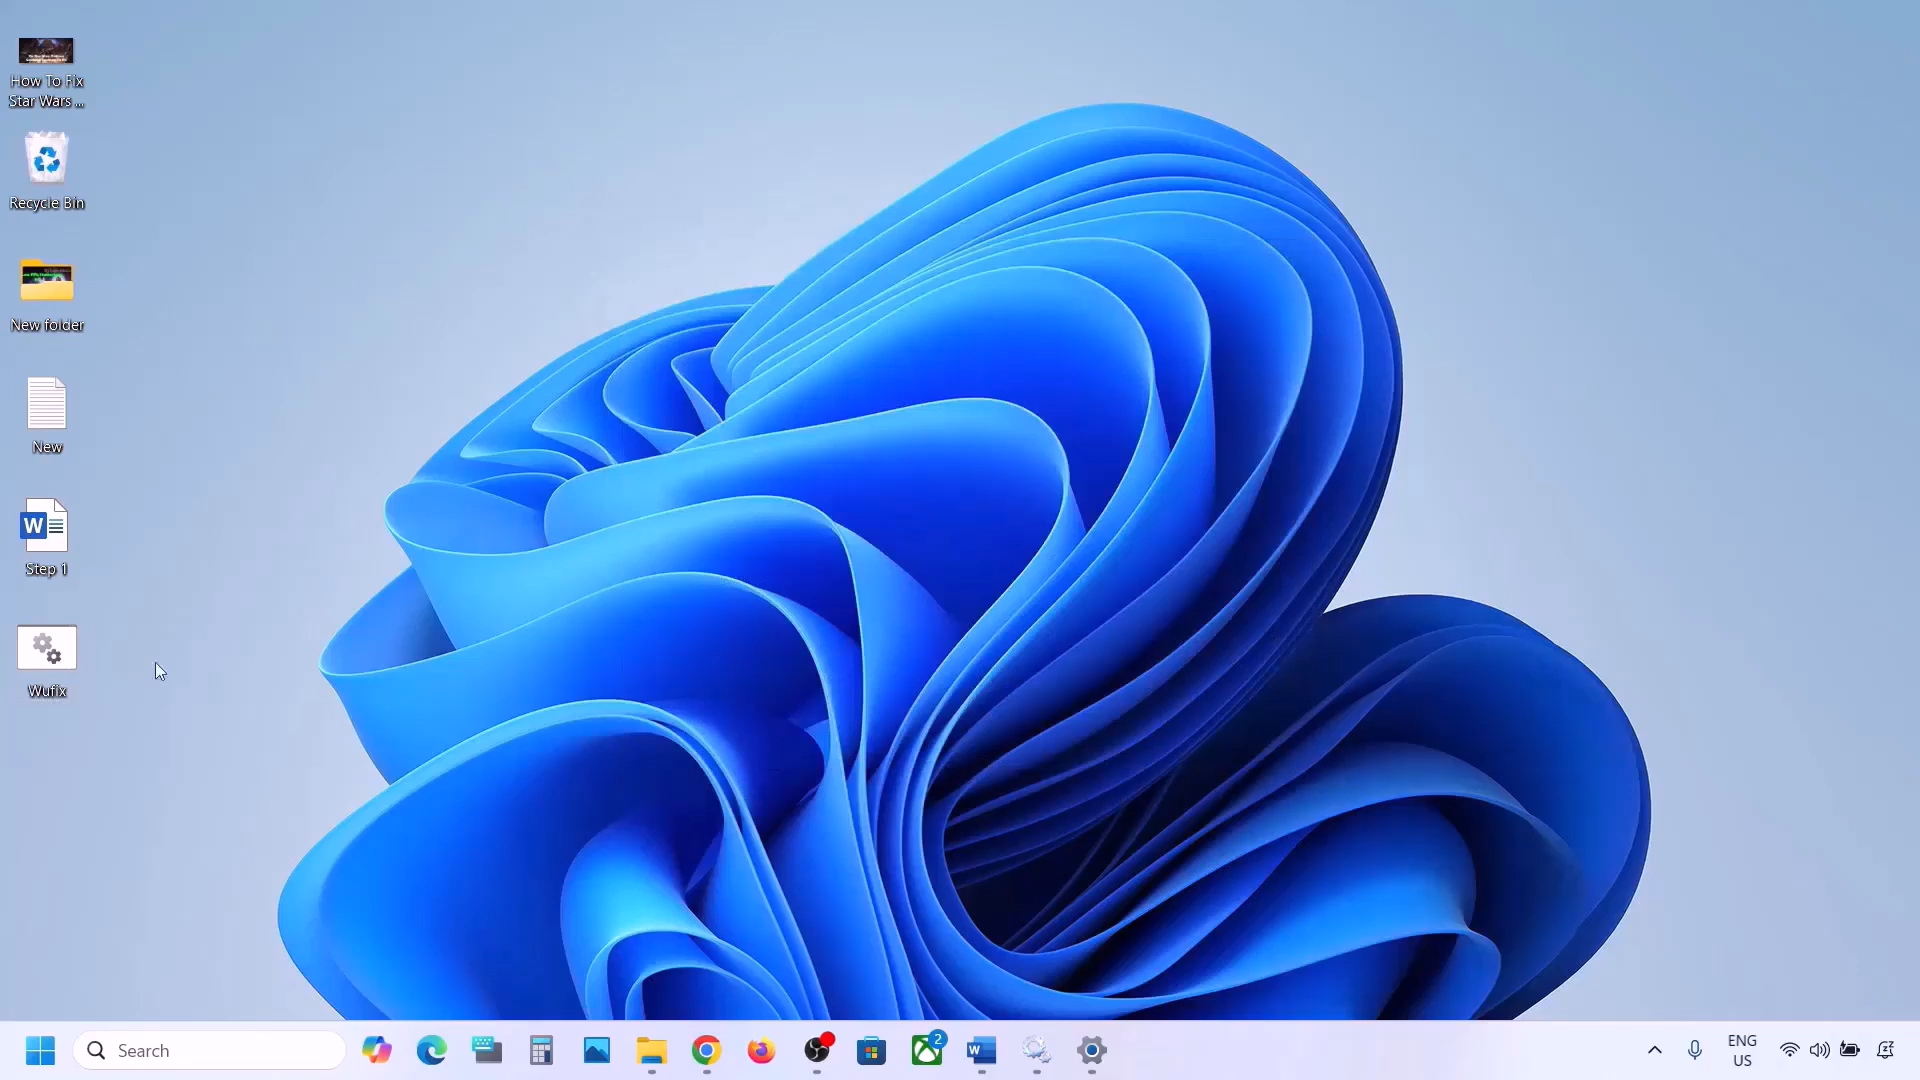 How To Fix
Star Wars ...
Recycle Bin
New folder
New
W
Step 1
Wufix
Search
2
W
ENG
US